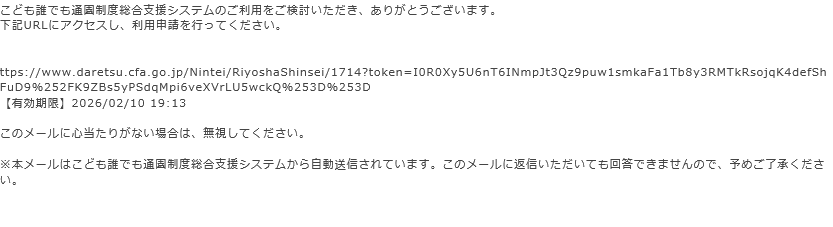 こども誰でも通園制度総合支援システムのご利用をご検討いただき、ありがとうございます。
下記URLにアクセスし、利用申請を行ってください。
ttps://www.daretsu.cfa.go.jp/Nintei/RiyoshaShinsei/1714?token=I0R0Xy5U6nT6INmpJt3Qz9puw1smkaFa1Tb8y3RMTkRsojqK4defSh
FuD9%252FK9ZBs5yPSdqMpi6veXVrLU5wckQ%253D%253D
【有効期限】2026/02/10 19:13
このメールに心当たりがない場合は、無視してください。
※本メールはこども誰でも通園制度総合支援システムから自動送信されています。このメールに返信いただいても回答できませんので、予めご了承くださ
い。